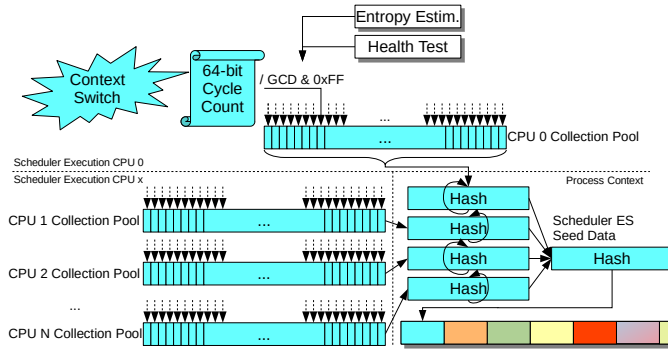 Entropy Estim.
Health Test
Context
Switch
64-bit
Cycle
Count
/ GCD & 0xFF
...
...
CPU 0 Collection Pool
Scheduler Execution CPU 0
Scheduler Execution CPU x
Process Context
CPU 1 Collection Pool
...
CPU 2 Collection Pool
...
...
CPU N Collection Pool
...
Hash
Hash
Hash
Hash
Scheduler ES
Seed Data
Hash